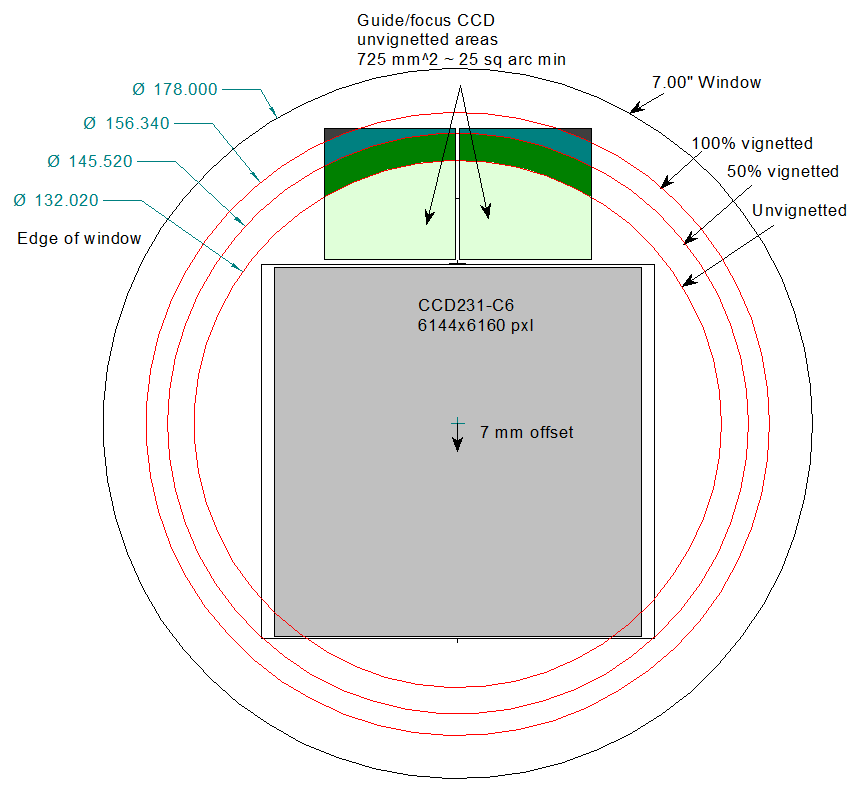 Guide/focus CCD
unvignetted areas
725 mm^2 ~ 25 sq arc min
Ø 178.000
7.00" Window
Ø 156.340
100% vignetted
Ø 145.520
50% vignetted
Ø 132.020
Unvignetted
Edge of window
CCD231-C6
6144x6160 pxl
7 mm offset